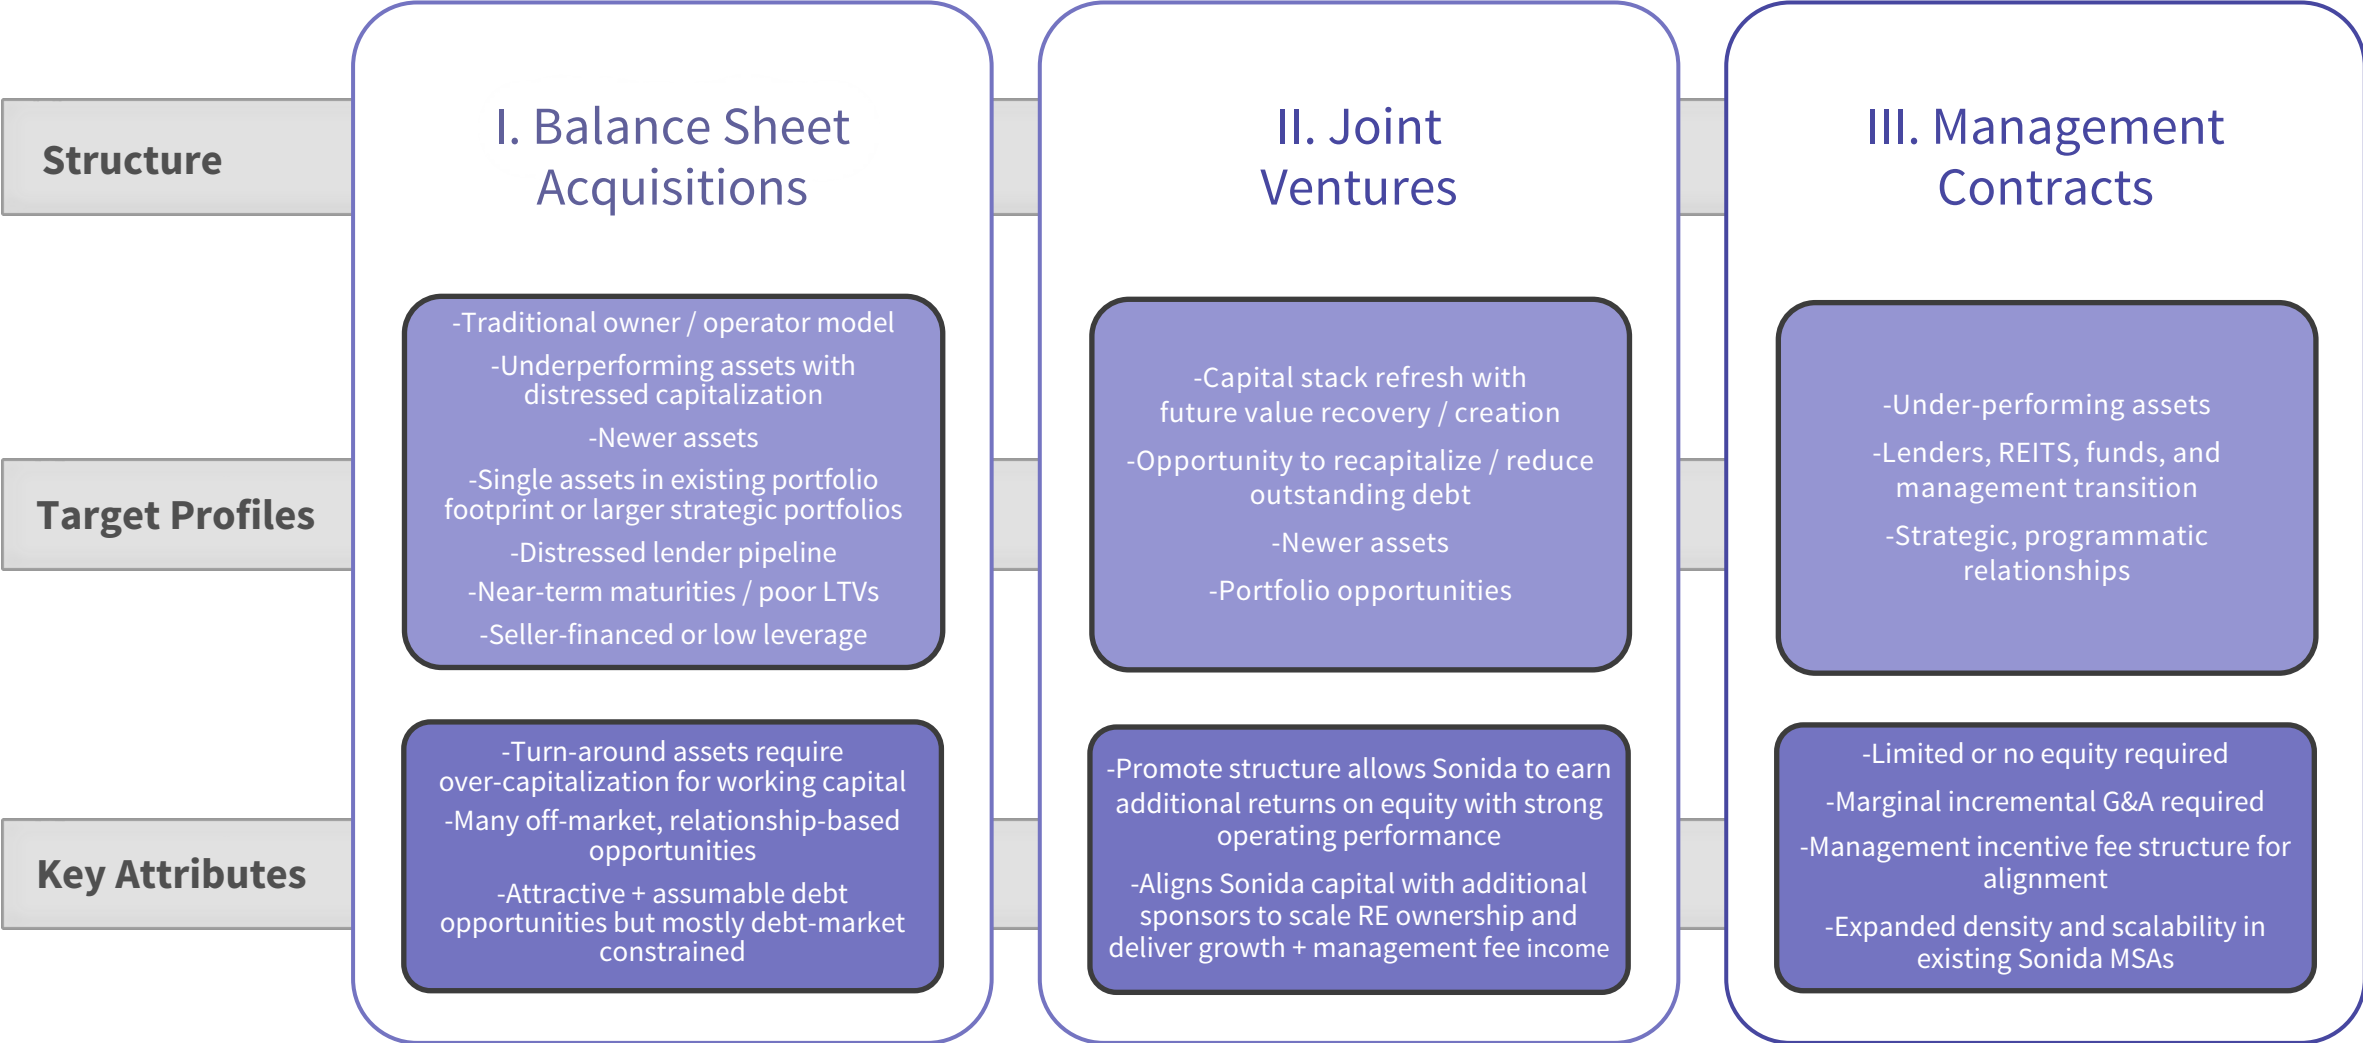 Structure
I. Balance Sheet
Acquisitions
II. Joint
Ventures
III. Management
Contracts
Target Profiles
-Traditional owner / operator model
-Underperforming assets with
distressed capitalization
-Newer assets
-Single assets in existing portfolio
footprint or larger strategic portfolios
-Distressed lender pipeline
-Near-term maturities / poor LTVs
-Seller-financed or low leverage
-Capital stack refresh with
future value recovery / creation
-Opportunity to recapitalize / reduce
outstanding debt
-Newer assets
-Portfolio opportunities
-Under-performing assets
-Lenders, REITS, funds, and
management transition
-Strategic, programmatic
relationships
Key Attributes
-Turn-around assets require
over-capitalization for working capital
-Many off-market, relationship-based
opportunities
-Attractive + assumable debt
opportunities but mostly debt-market
constrained
-Promote structure allows Sonida to earn
additional returns on equity with strong
operating performance
-Aligns Sonida capital with additional
sponsors to scale RE ownership and
deliver growth + management fee income
-Limited or no equity required
-Marginal incremental G&A required
-Management incentive fee structure for
alignment
-Expanded density and scalability in
existing Sonida MSAs